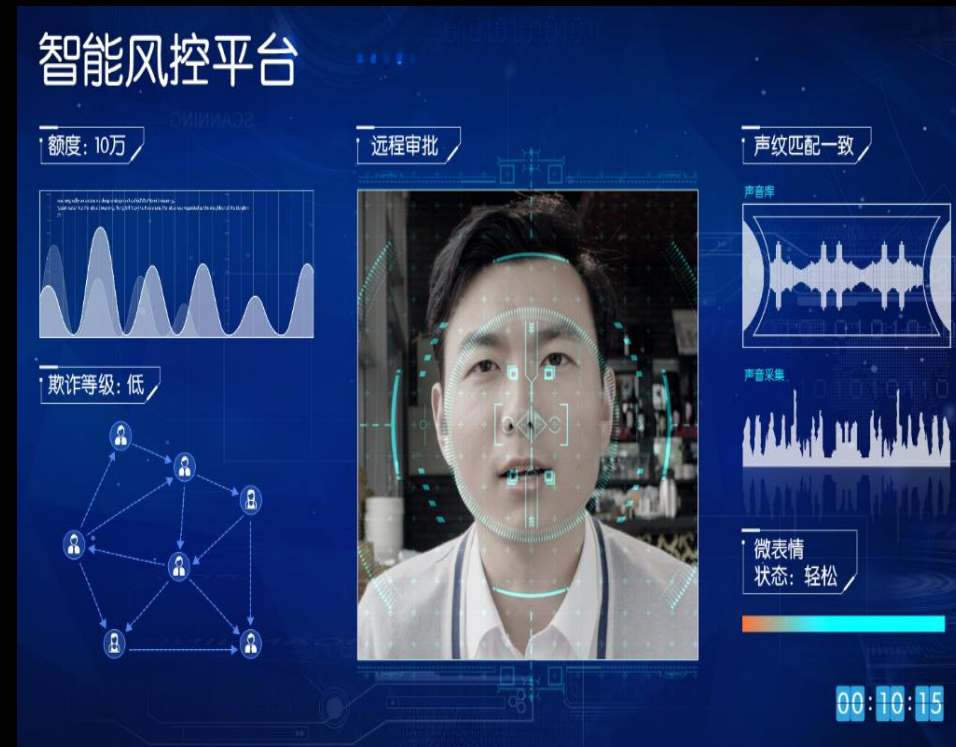 智能风控平台
额度: 10万
远程审批
声纹匹配一致
声音库
声音采集
欺诈等级: 低
微表情
状态: 轻松
00:10:15
SCANNING